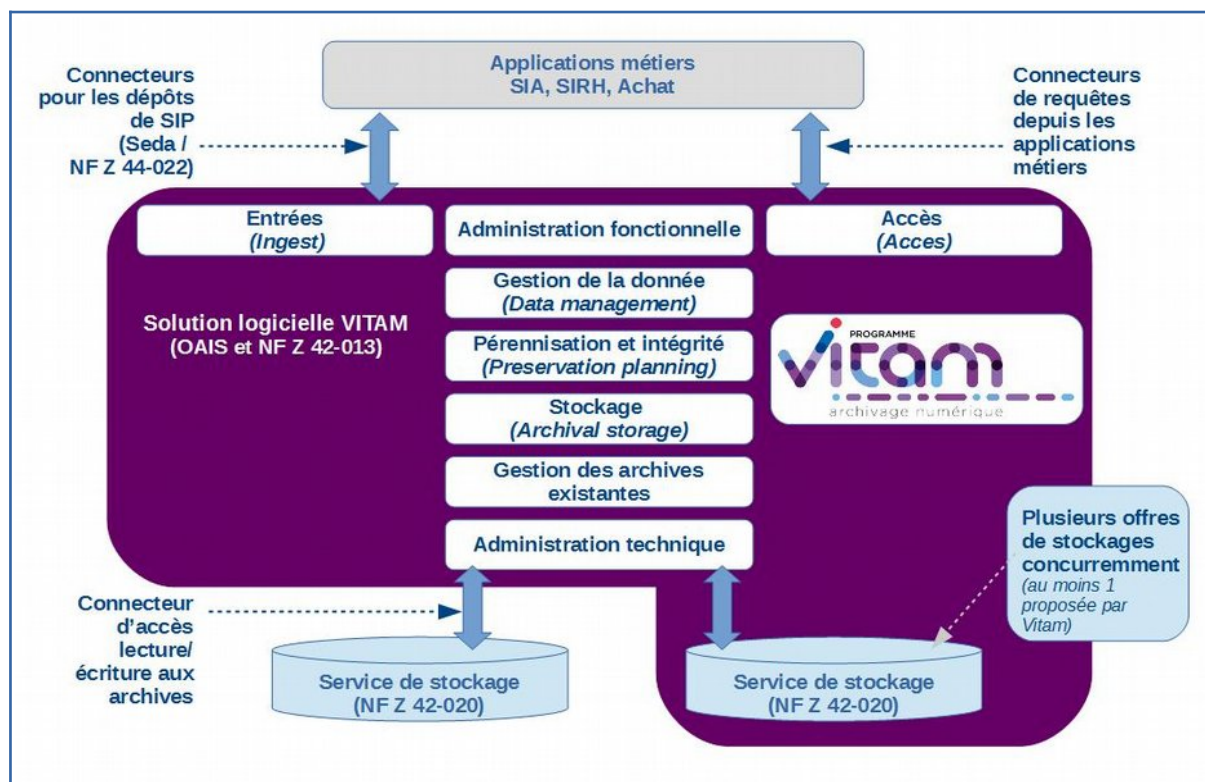 Applications métiers
SIA, SIRH, Achat
Connecteurs
pour les dépôts
de SIP
(Seda /
NF Z 44-022)
Connecteurs
de requêtes
depuis les
applications
métiers
Entrées
(Ingest)
Administration fonctionnelle
Accès
(Acces)
Gestion de la donnée
(Data management)
Solution logicielle VITAM
(OAIS et NF Z 42-013)
Pérennisation et intégrité
(Preservation planning)
PROGRAMME
vitam
archivage numérique
Stockage
(Archival storage)
Gestion des archives
existantes
Administration technique
Plusieurs offres
de stockages
concurremment
(au moins 1
proposée par
Vitam)
Connecteur
d'accès
lecture/
écriture aux
archives
Service de stockage
(NF Z 42-020)
Service de stockage
(NF Z 42-020)